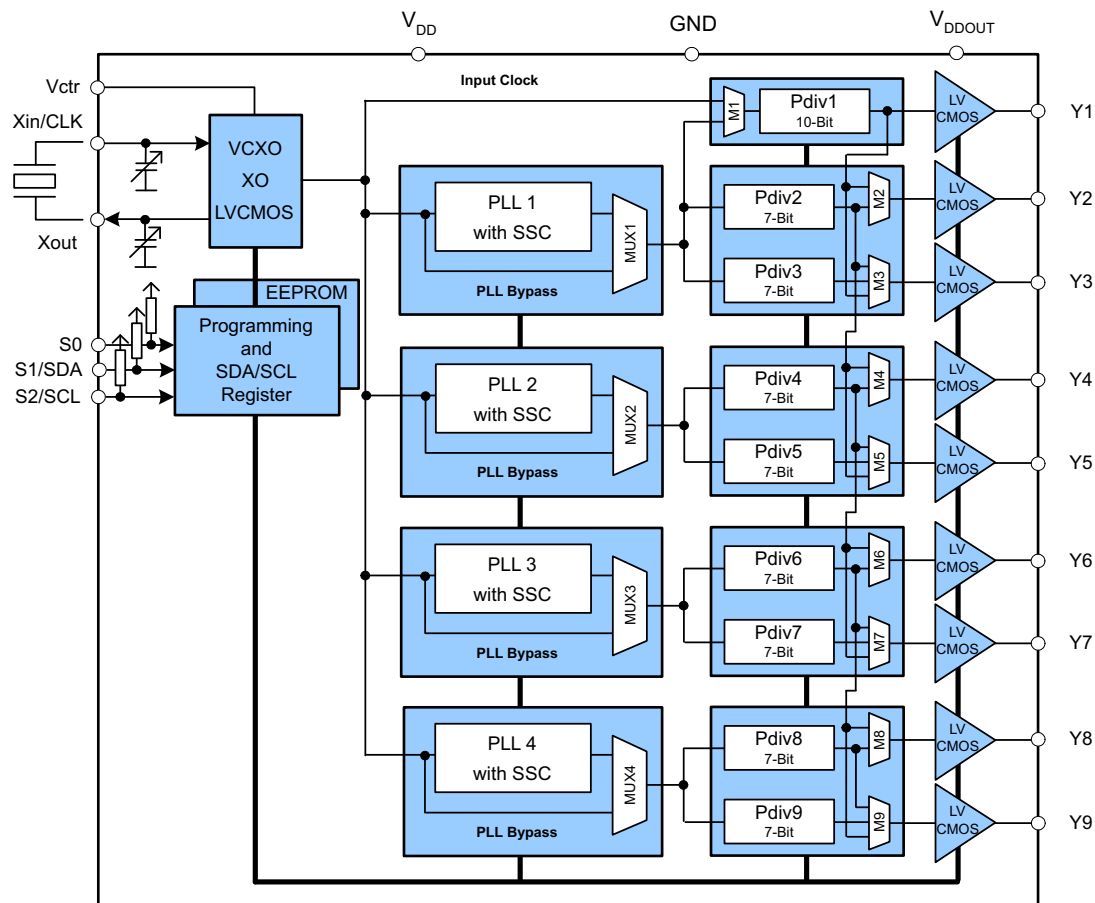 V_DD
GND
V_DDOUT
Vctr
Xin/CLK
Xout
VCXO
XO
LVCMOS
EEPROM
Programming
and
SDA/SCL
Register
S0
S1/SDA
S2/SCL
Input Clock
M1
Pdiv1
10-Bit
LV
CMOS
Y1
PLL 1
with SSC
MUX1
PLL Bypass
Pdiv2
7-Bit
M2
LV
CMOS
Y2
Pdiv3
7-Bit
M3
LV
CMOS
Y3
PLL 2
with SSC
MUX2
PLL Bypass
Pdiv4
7-Bit
M4
LV
CMOS
Y4
Pdiv5
7-Bit
M5
LV
CMOS
Y5
PLL 3
with SSC
MUX3
PLL Bypass
Pdiv6
7-Bit
M6
LV
CMOS
Y6
Pdiv7
7-Bit
M7
LV
CMOS
Y7
PLL 4
with SSC
MUX4
PLL Bypass
Pdiv8
7-Bit
M8
LV
CMOS
Y8
Pdiv9
7-Bit
M9
LV
CMOS
Y9